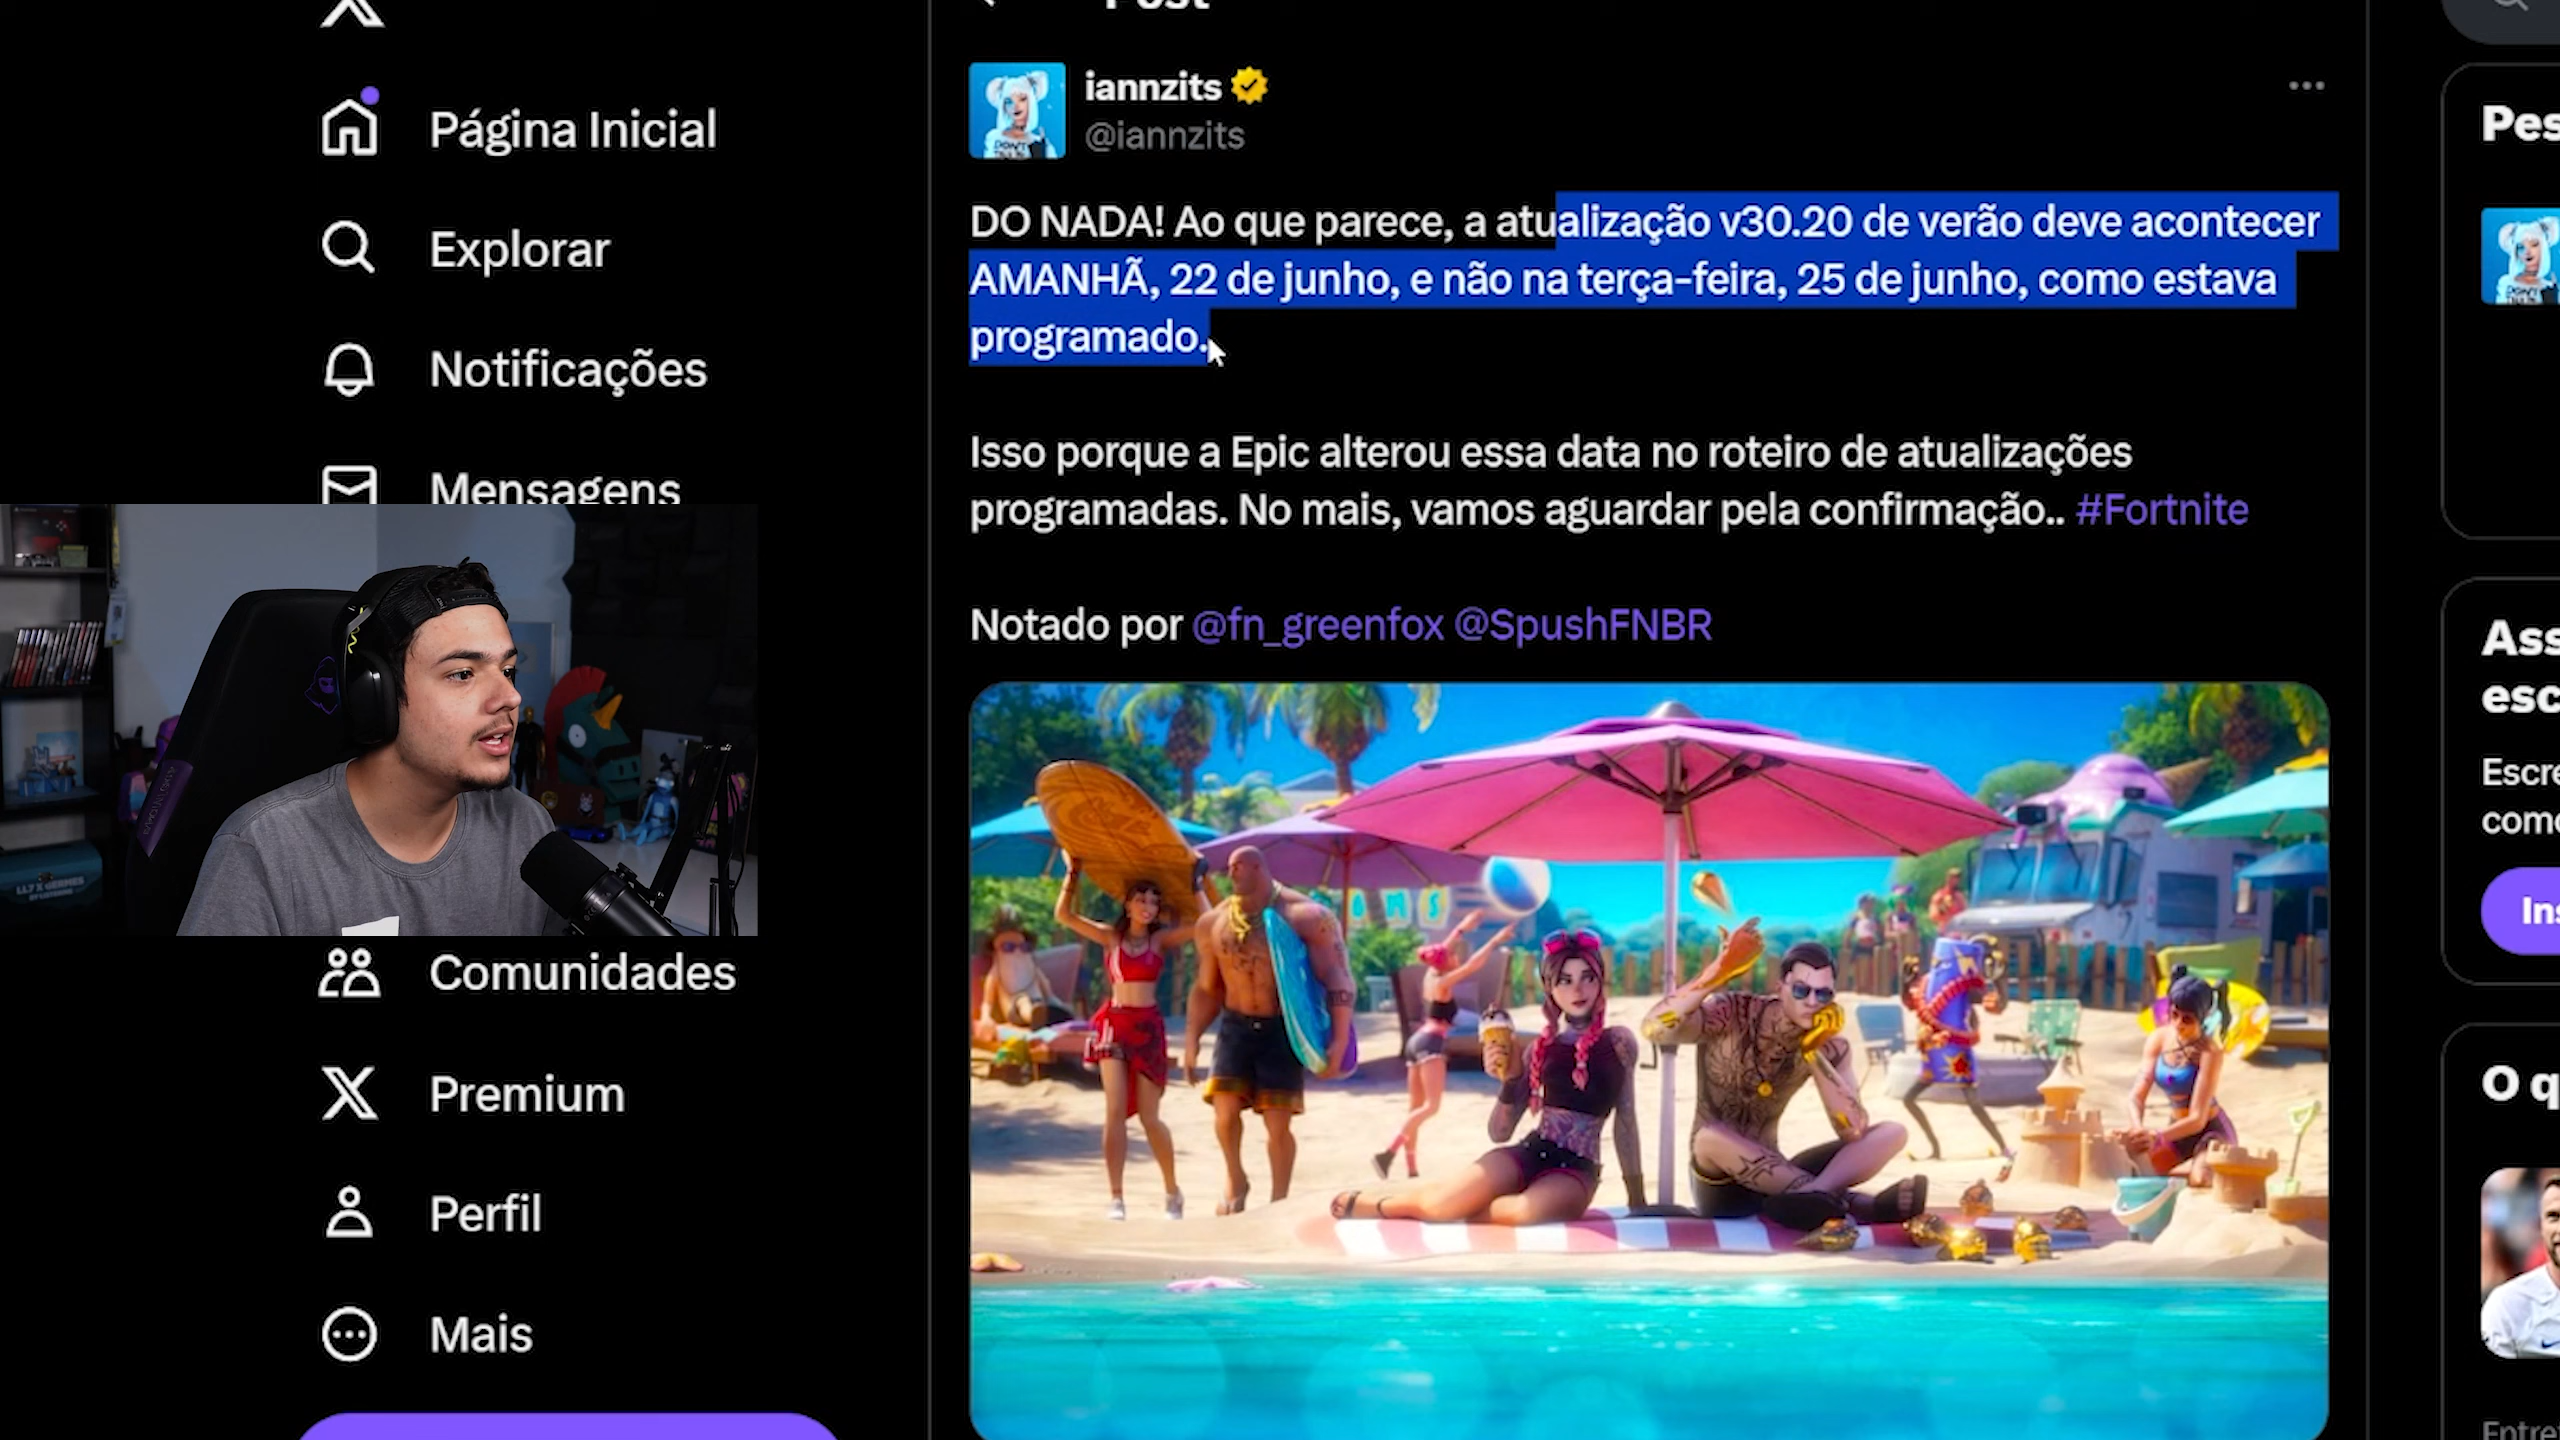 Post
Página Inicial
Explorar
Notificações
Mensagens
Comunidades
Premium
Perfil
Mais
iannzits
@iannzits
DO NADA! Ao que parece, a atualização v30.20 de verão deve acontecer
AMANHÃ, 22 de junho, e não na terça-feira, 25 de junho, como estava
programado.
Isso porque a Epic alterou essa data no roteiro de atualizações
programadas. No mais, vamos aguardar pela confirmação.. #Fortnite
Notado por @fn_greenfox @SpushFNBR
Pes
Ass
esc
Escre
como
Ins
O q
Entre